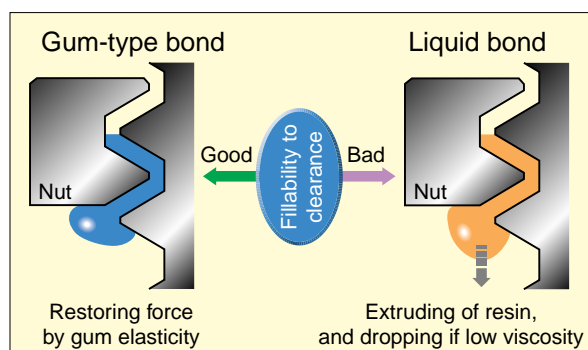 Gum-type bond
Liquid bond
Good
Fillability to
clearance
Bad
Nut
Nut
Restoring force
by gum elasticity
Extruding of resin,
and dropping if low viscosity